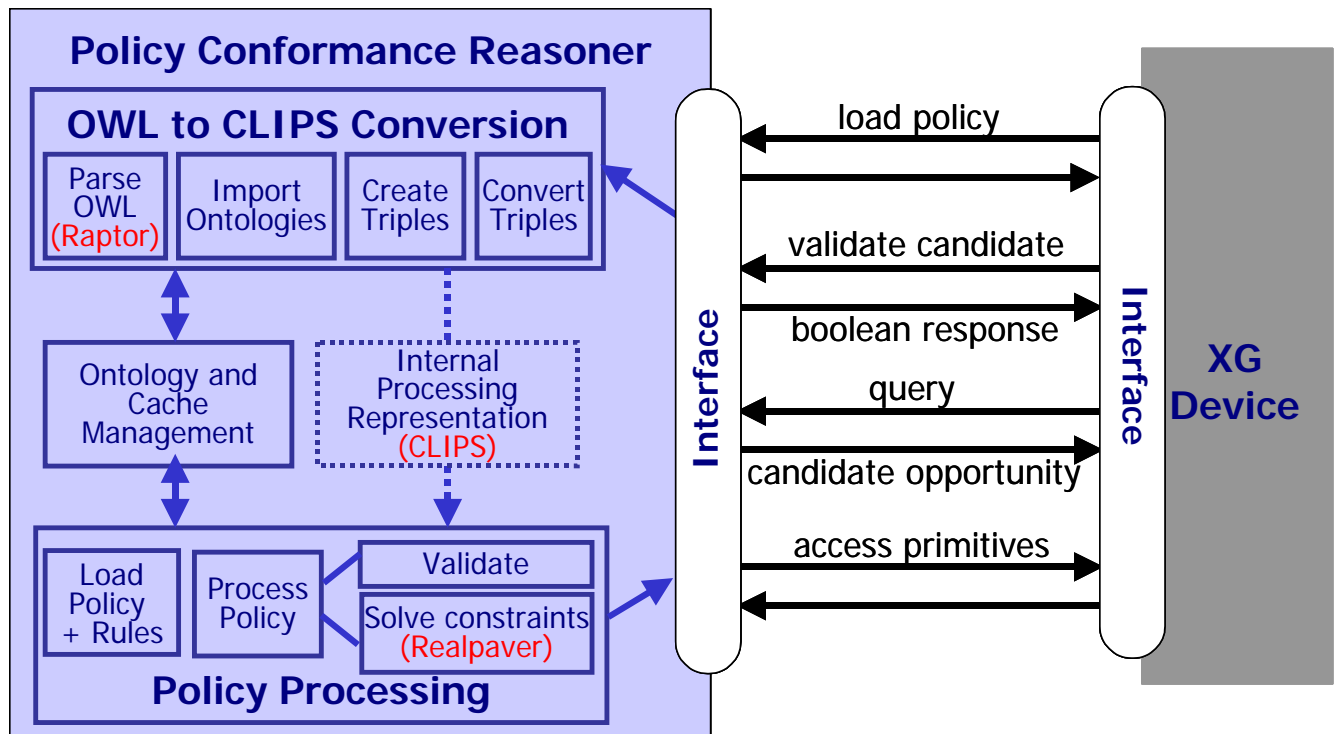 Policy Conformance Reasoner
OWL to CLIPS Conversion
Parse
OWL
(Raptor)
Import
Ontologies
Create
Triples
Convert
Triples
Ontology and
Cache
Management
Internal
Processing
Representation
(CLIPS)
Load
Policy
+ Rules
Process
Policy
Validate
Solve constraints
(Realpaver)
Policy Processing
Interface
load policy
validate candidate
boolean response
query
candidate opportunity
access primitives
Interface
XG
Device